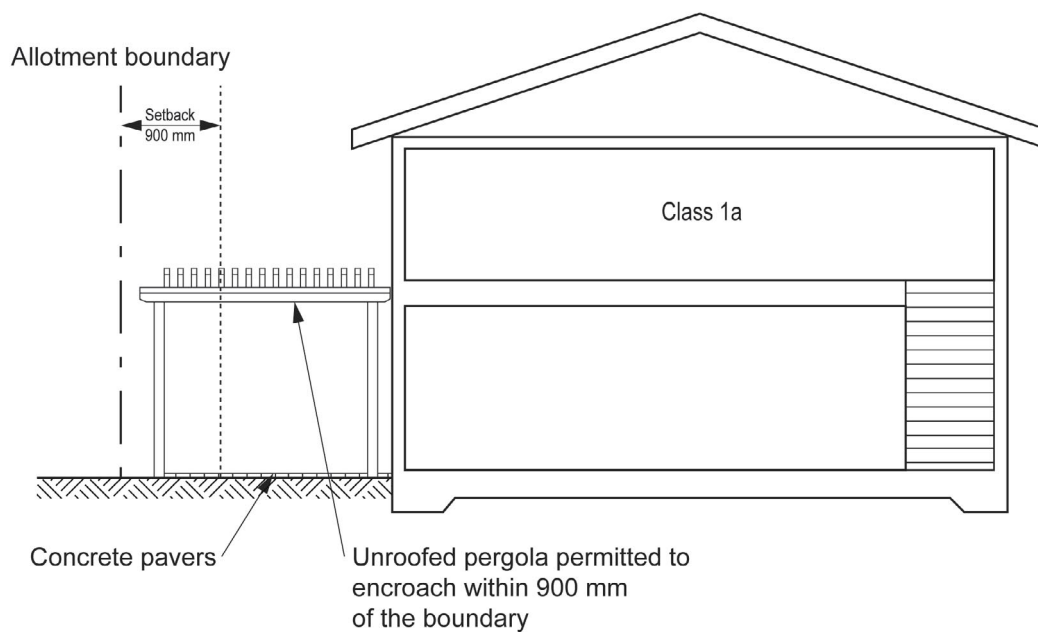 Allotment boundary
Setback
900 mm
Class 1a
Concrete pavers
Unroofed pergola permitted to
encroach within 900 mm
of the boundary